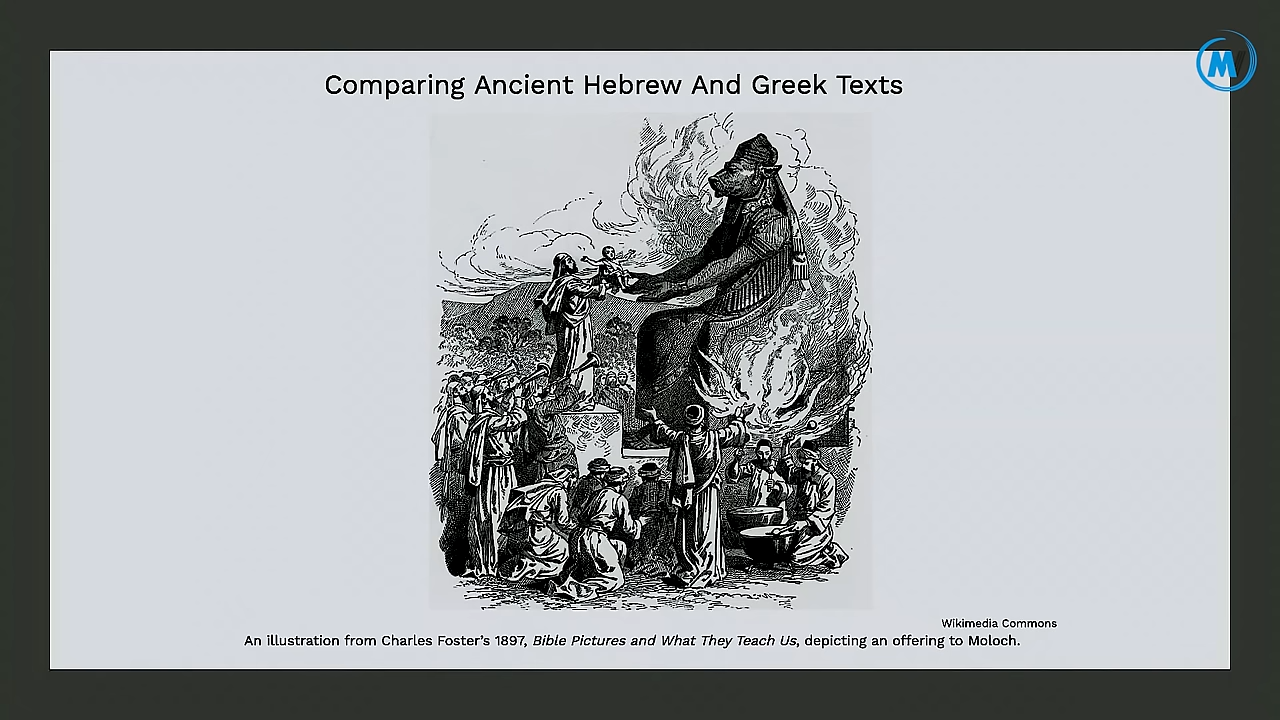 Comparing Ancient Hebrew And Greek Texts
M
Wikimedia Commons
An illustration from Charles Foster's 1897, Bible Pictures and What They Teach Us, depicting an offering to Moloch.